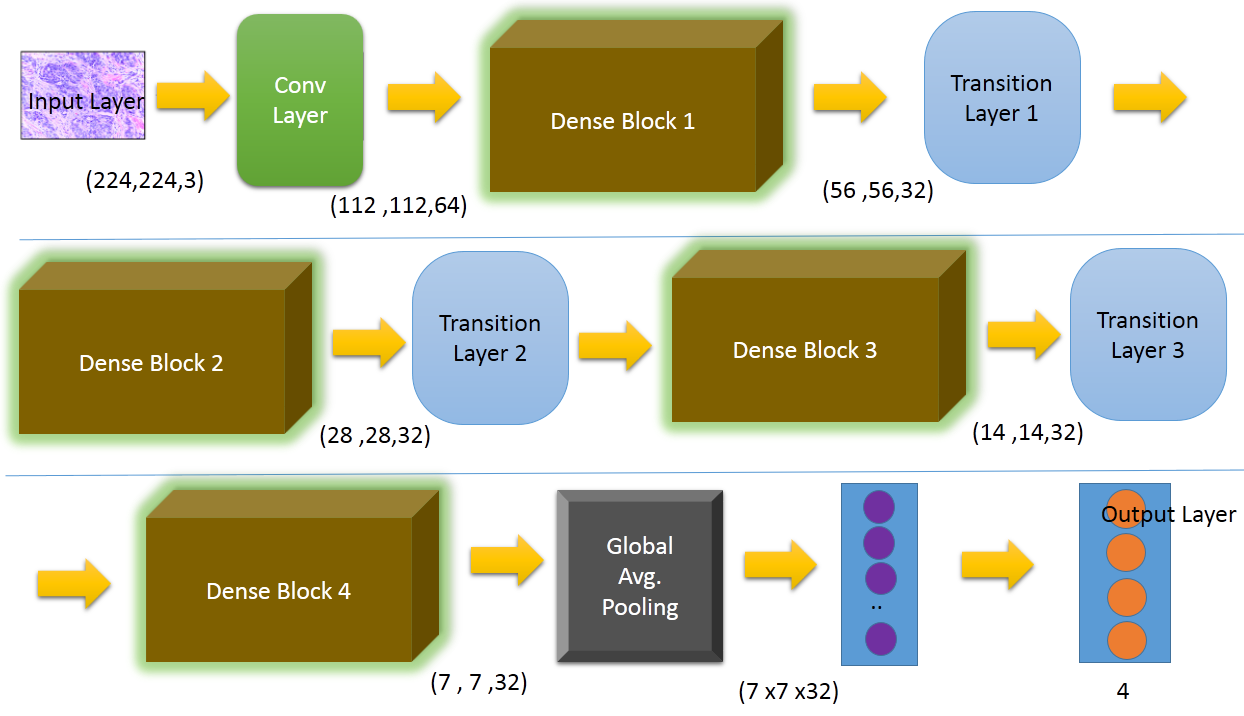 Input Layer
Conv
Layer
Dense Block 1
Transition
Layer 1
(224,224,3)
(112 ,112,64)
(56 ,56,32)
Dense Block 2
Transition
Layer 2
Dense Block 3
Transition
Layer 3
(28 ,28,32)
(14 ,14,32)
Dense Block 4
Global
Avg.
Pooling
..
Output Layer
(7 , 7 ,32)
(7 x7 x32)
4